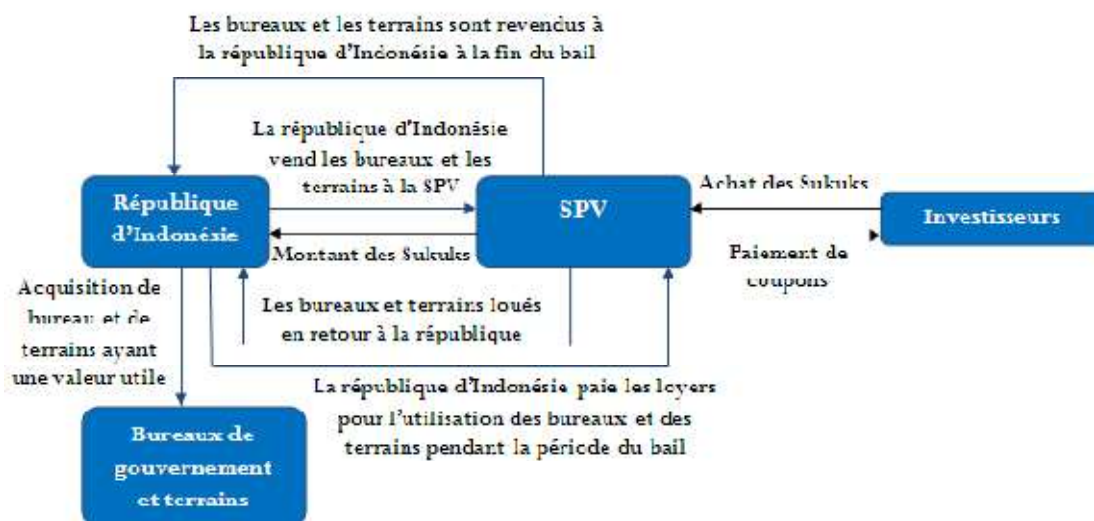 Les bureaux et les terrains sont revendus à
la république d'Indonésie à la fin du bail
La république d'Indonésie
vend les bureaux et les
terrains à la SPV
République
d'Indonésie
SPV
Achat des Sukuks
Investisseurs
Montant des Sukuks
Paiement de
coupons
Acquisition de
bureau et de
terrains ayant
une valeur utile
Les bureaux et terrains loués
en retour à la république
La république d'Indonésie paie les loyers
pour l'utilisation des bureaux et des
terrains pendant la période du bail
Bureaux de
gouvernement
et terrains